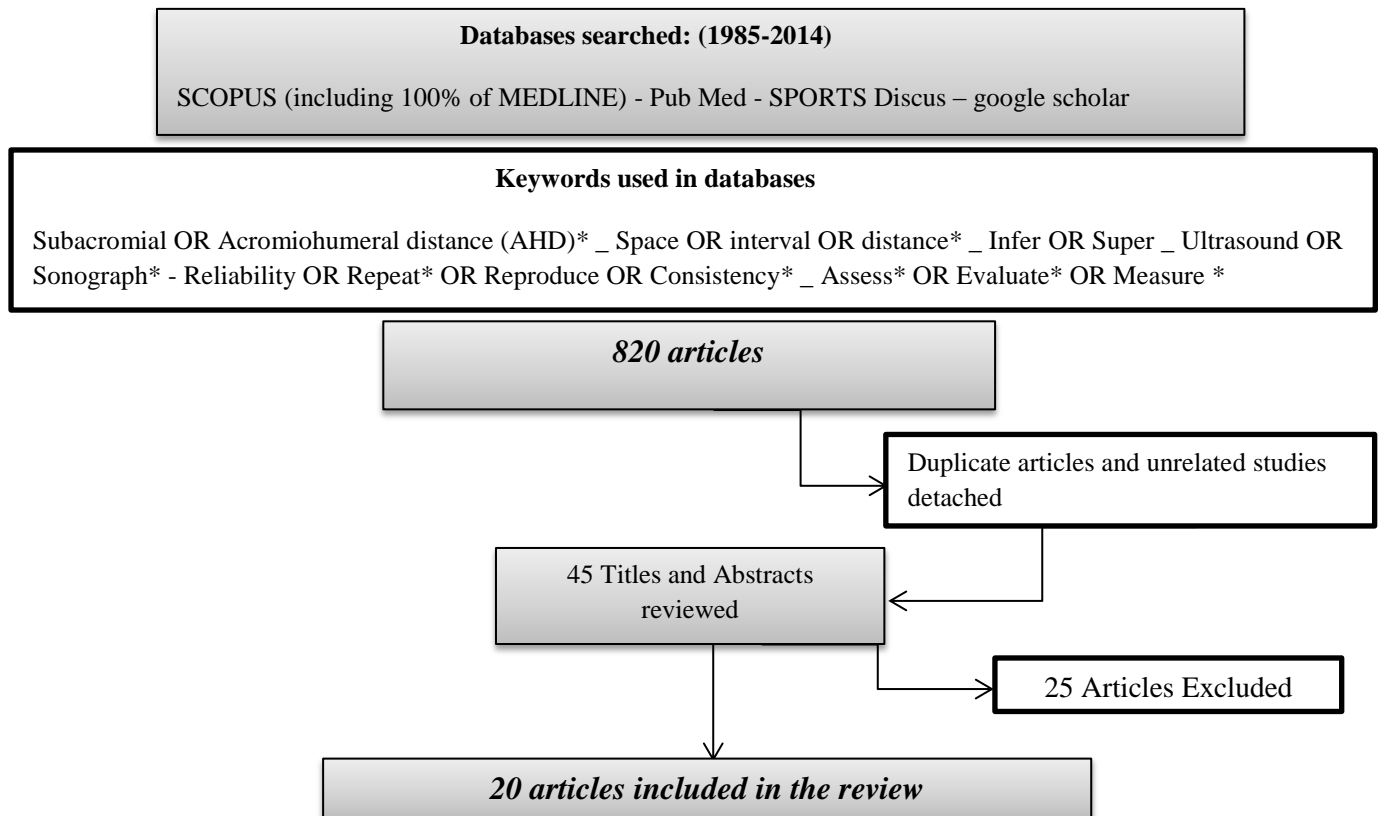 Databases searched: (1985-2014)
SCOPUS (including 100% of MEDLINE) - Pub Med - SPORTS Discus – google scholar
Keywords used in databases
Subacromial OR Acromiohumeral distance (AHD)* _ Space OR interval OR distance* _ Infer OR Super _ Ultrasound OR
Sonograph* - Reliability OR Repeat* OR Reproduce OR Consistency* _ Assess* OR Evaluate* OR Measure *
820 articles
Duplicate articles and unrelated studies
detached
45 Titles and Abstracts
reviewed
25 Articles Excluded
20 articles included in the review